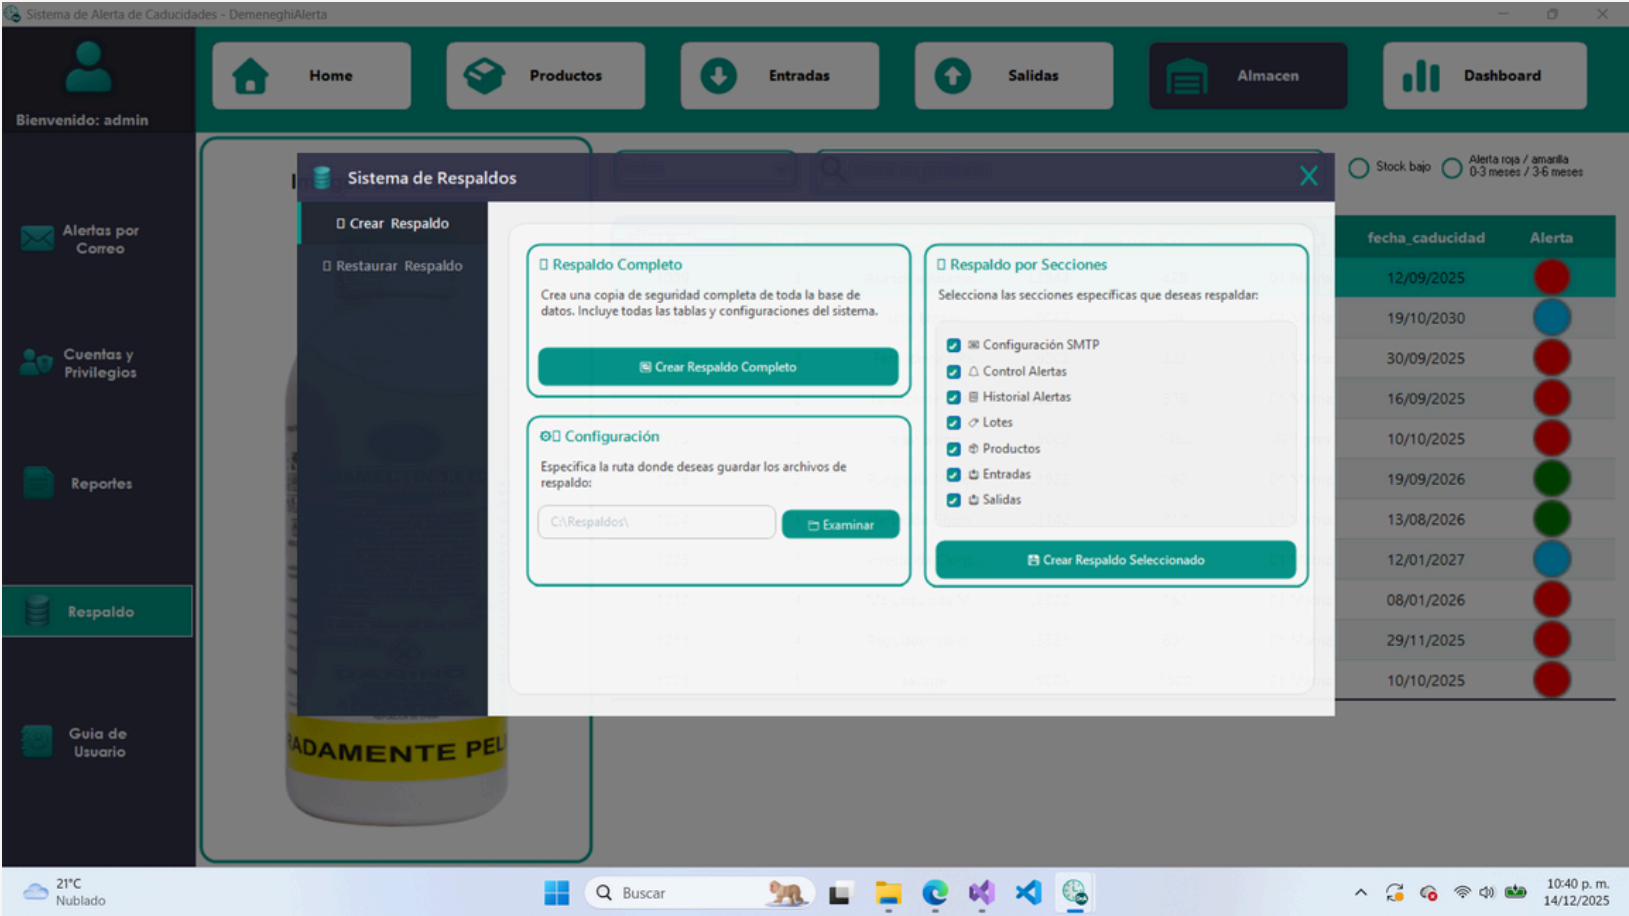 Sistema de Alerta de Caducidades - DemeneghiAlerta
Bienvenido: admin
Home
Productos
Entradas
Salidas
Almacen
Dashboard
Alertas por
Correo
Cuentas y
Privilegios
Reportes
Respaldo
Guia de
Usuario
Sistema de Respaldos
Crear Respaldo
Restaurar Respaldo
Respaldo Completo
Crea una copia de seguridad completa de toda la base de
datos. Incluye todas las tablas y configuraciones del sistema.
Crear Respaldo Completo
Configuración
Especifica la ruta donde deseas guardar los archivos de
respaldo:
C:\Respaldos\
Examinar
Respaldo por Secciones
Selecciona las secciones específicas que deseas respaldar:
Configuración SMTP
Control Alertas
Historial Alertas
Lotes
Productos
Entradas
Salidas
Crear Respaldo Seleccionado
Stock bajo
Alerta roja / amarilla
0-3 meses / 3-6 meses
fecha_caducidad Alerta
12/09/2025
19/10/2030
30/09/2025
16/09/2025
10/10/2025
19/09/2026
13/08/2026
12/01/2027
08/01/2026
29/11/2025
10/10/2025
RADAMENTE PEL
21°C
Nublado
Buscar
10:40 p. m.
14/12/2025